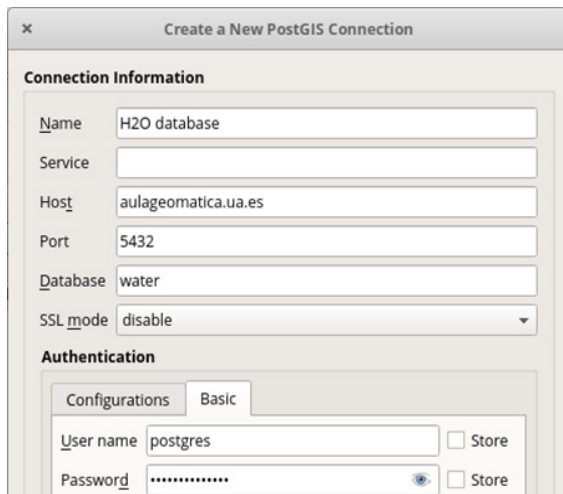 Create a New PostGIS Connection
Connection Information
Name H2O database
Service
Host aulageomatica.ua.es
Port 5432
Database water
SSL mode disable
Authentication
Configurations Basic
User name postgres Store
Password •••••••••••••• Store